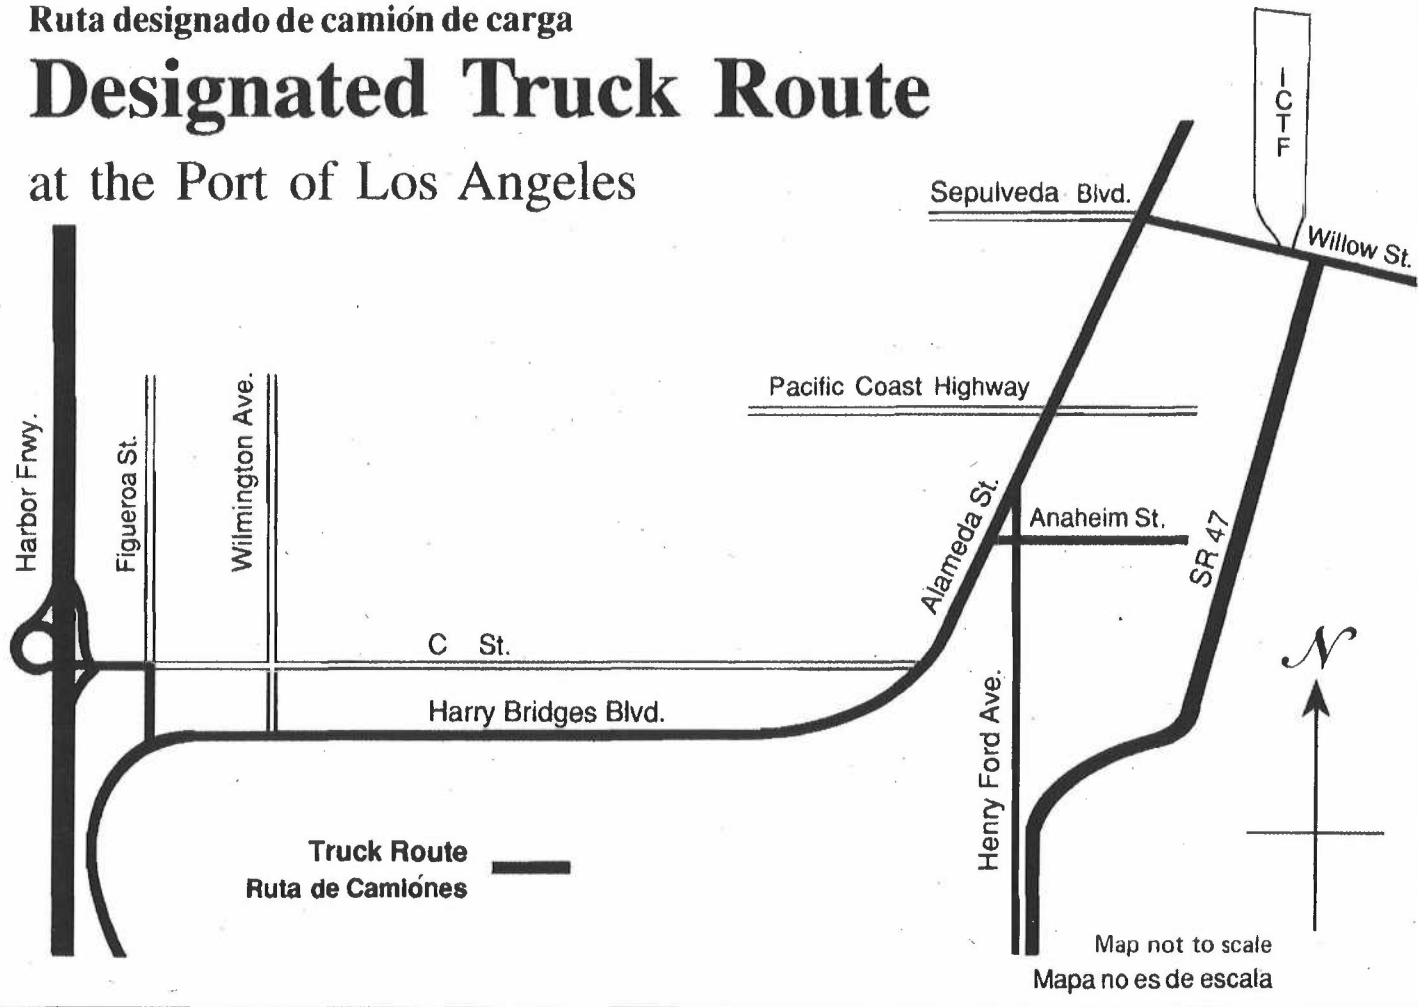 Ruta designado de camión de carga
Designated Truck Route
at the Port of Los Angeles
ICTF
Sepulveda Blvd.
Willow St.
Pacific Coast Highway
Harbor Frwy.
Figueroa St.
Wilmington Ave.
Alameda St.
Anaheim St.
SR 47
N
C St.
Harry Bridges Blvd.
Henry Ford Ave.
Truck Route
Ruta de Camiónes
Map not to scale
Mapa no es de escala